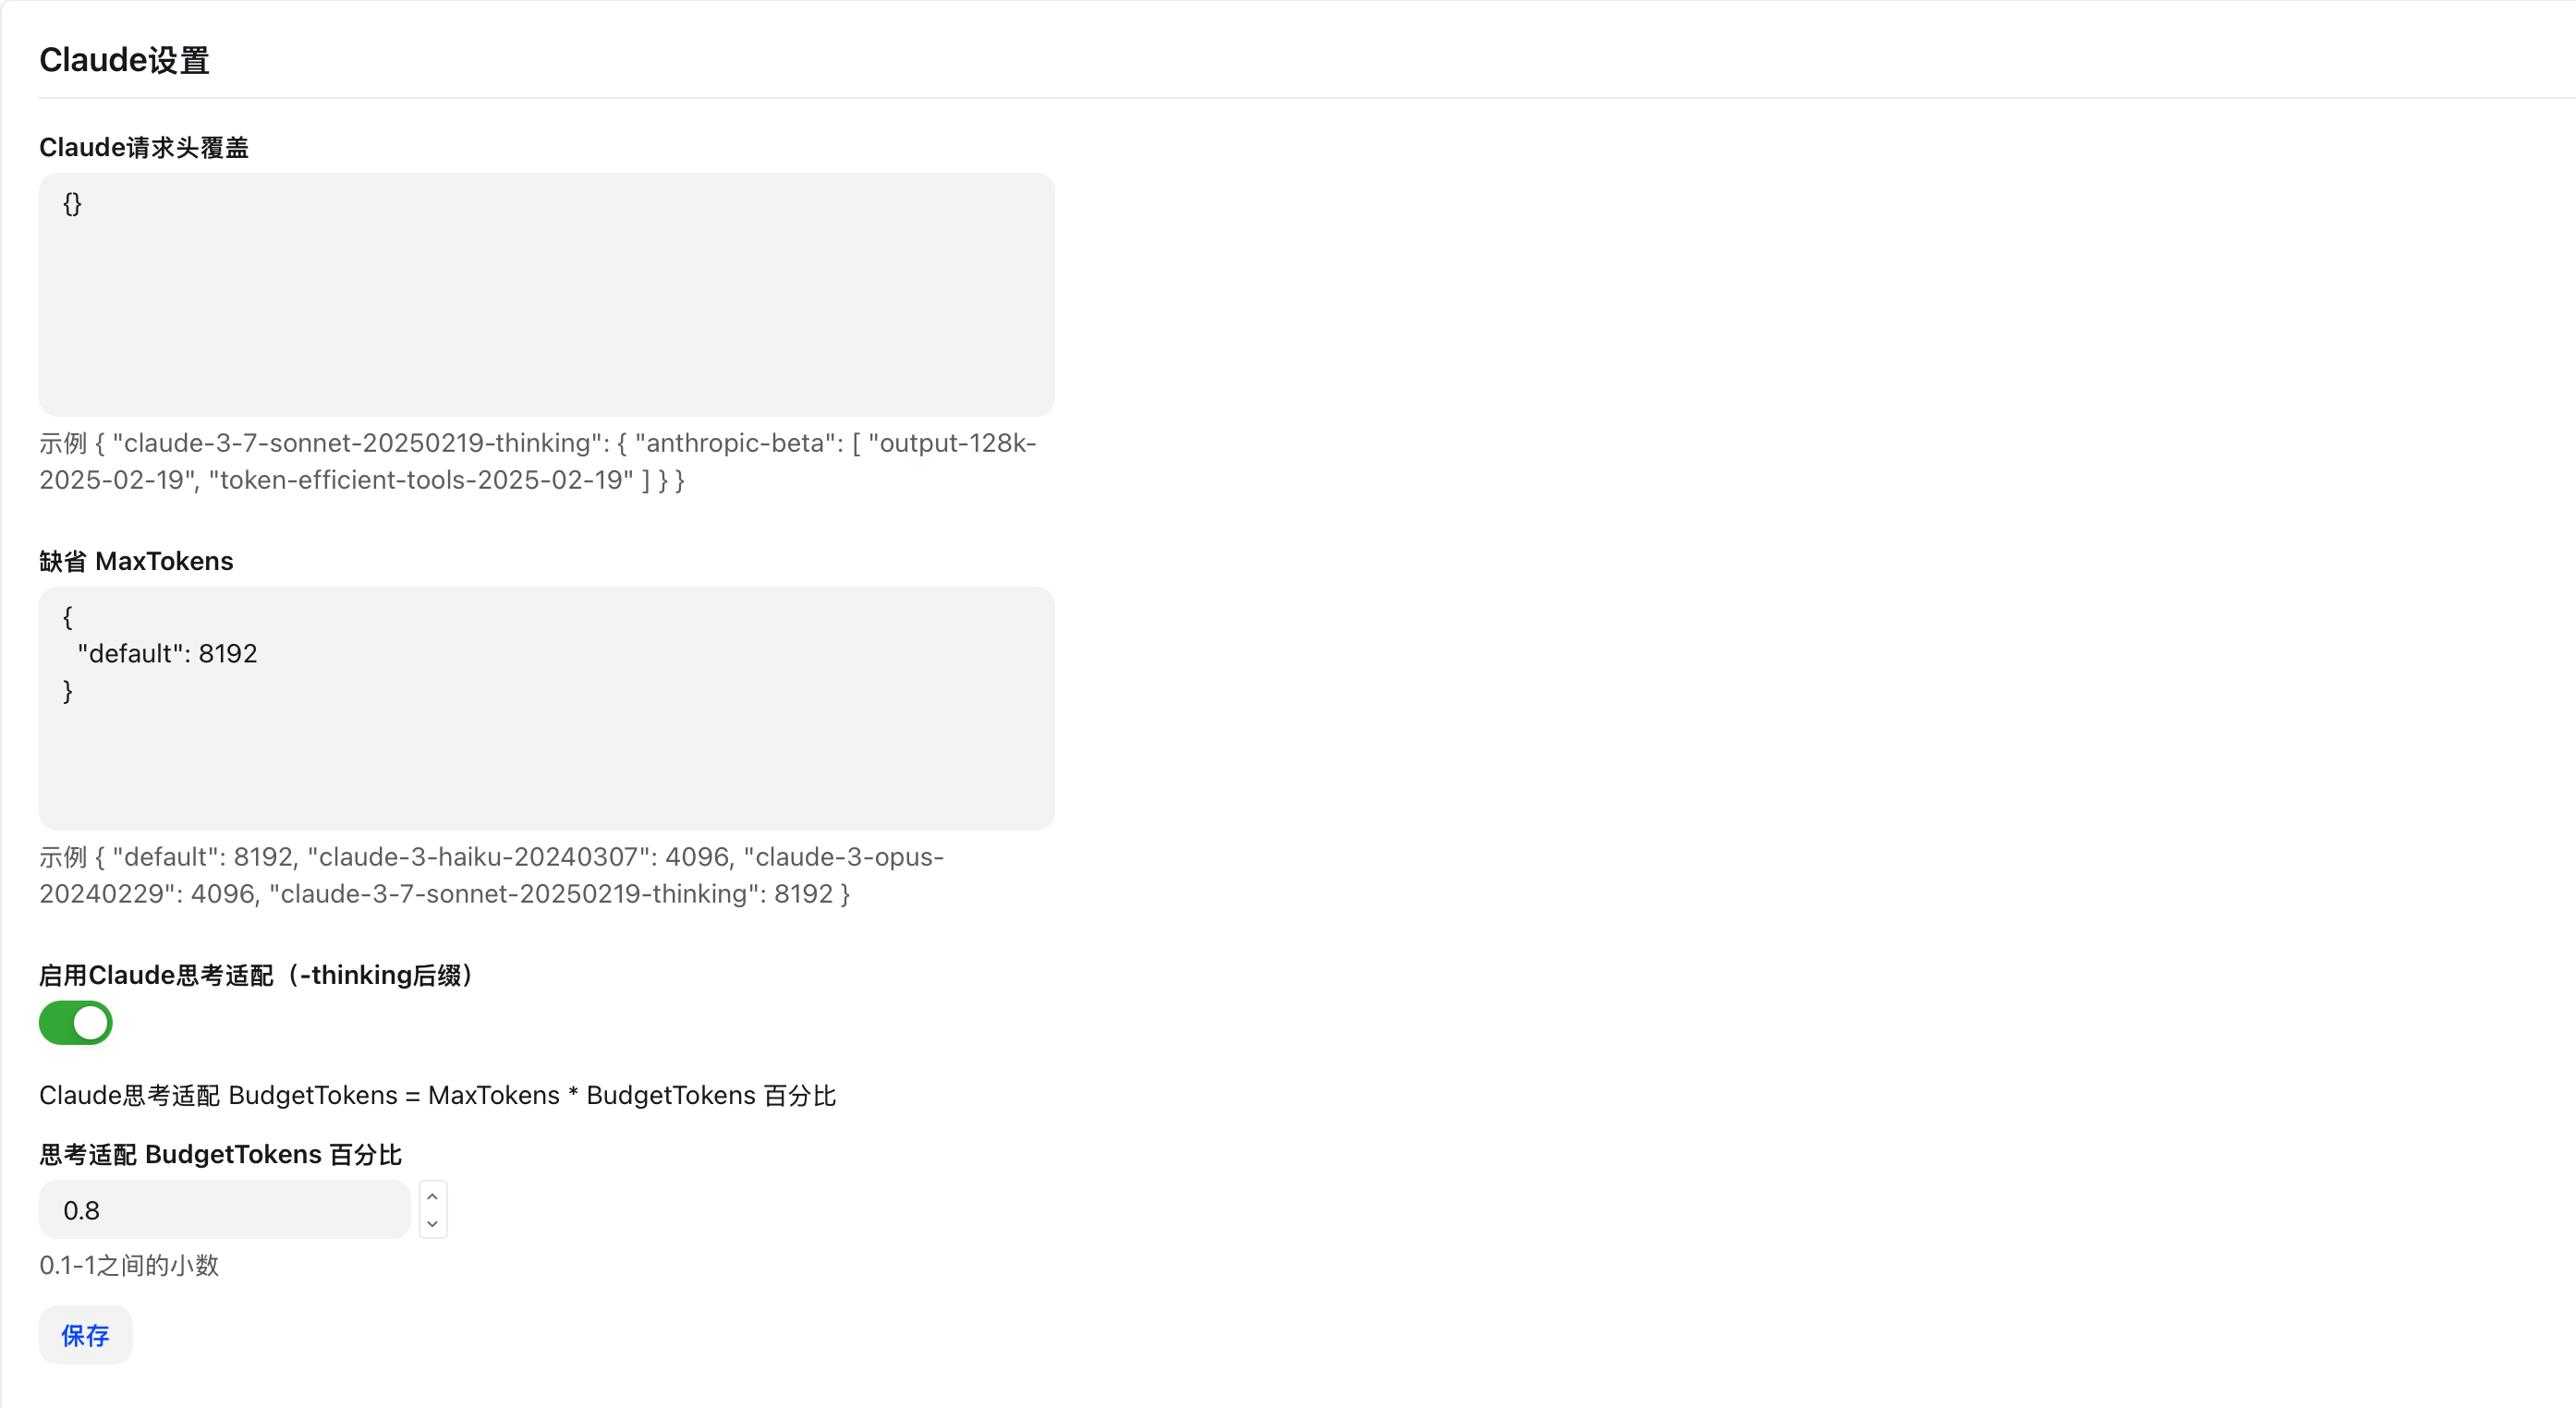 Claude设置
Claude请求头覆盖
{}
示例 { "claude-3-7-sonnet-20250219-thinking": { "anthropic-beta": [ "output-128k-
2025-02-19", "token-efficient-tools-2025-02-19" ] } }
缺省 MaxTokens
{
  "default": 8192
}
示例 { "default": 8192, "claude-3-haiku-20240307": 4096, "claude-3-opus-
20240229": 4096, "claude-3-7-sonnet-20250219-thinking": 8192 }
启用Claude思考适配（-thinking后缀）
Claude思考适配 BudgetTokens = MaxTokens * BudgetTokens 百分比
思考适配 BudgetTokens 百分比
0.8
0.1-1之间的小数
保存